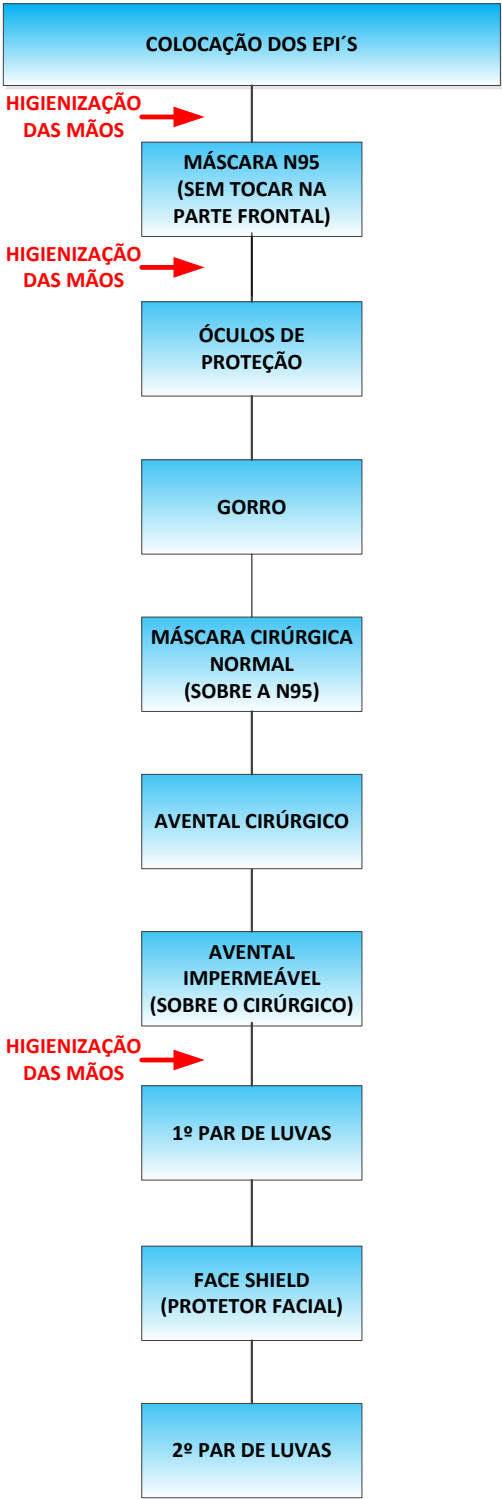 COLOCAÇÃO DOS EPI´S
HIGIENIZAÇÃO
DAS MÃOS
MÁSCARA N95
(SEM TOCAR NA
PARTE FRONTAL)
HIGIENIZAÇÃO
DAS MÃOS
ÓCULOS DE
PROTEÇÃO
GORRO
MÁSCARA CIRÚRGICA
NORMAL
(SOBRE A N95)
AVENTAL CIRÚRGICO
AVENTAL
IMPERMEÁVEL
(SOBRE O CIRÚRGICO)
HIGIENIZAÇÃO
DAS MÃOS
1º PAR DE LUVAS
FACE SHIELD
(PROTETOR FACIAL)
2º PAR DE LUVAS